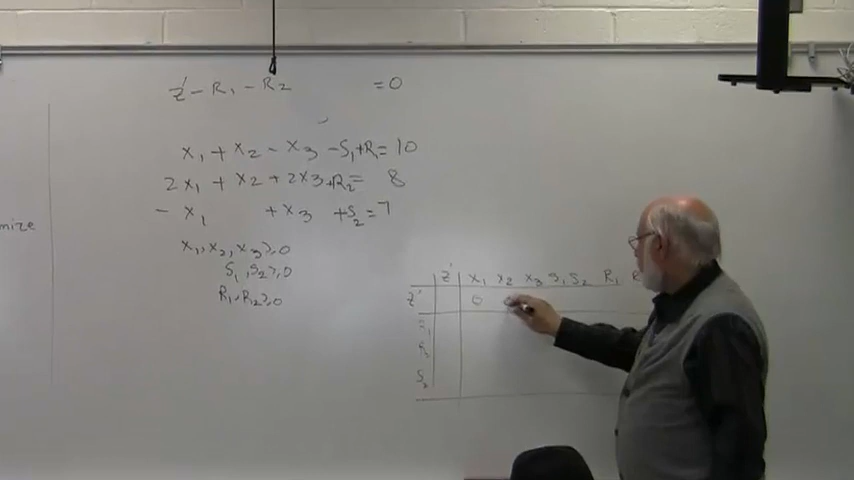 z' - R₁ - R₂ = 0
x₁ + x₂ - x₃ - S₁ + R₁ = 10
2x₁ + x₂ + 2x₃ + R₂ = 8
- x₁ + x₃ + S₂ = 7
mize
x₁, x₂, x₃ ≥ 0
S₁, S₂ ≥ 0
R₁, R₂ ≥ 0
z' x₁ x₂ x₃ S₁ S₂ R₁ R
z' 0 0
R₁
R₂
S₂